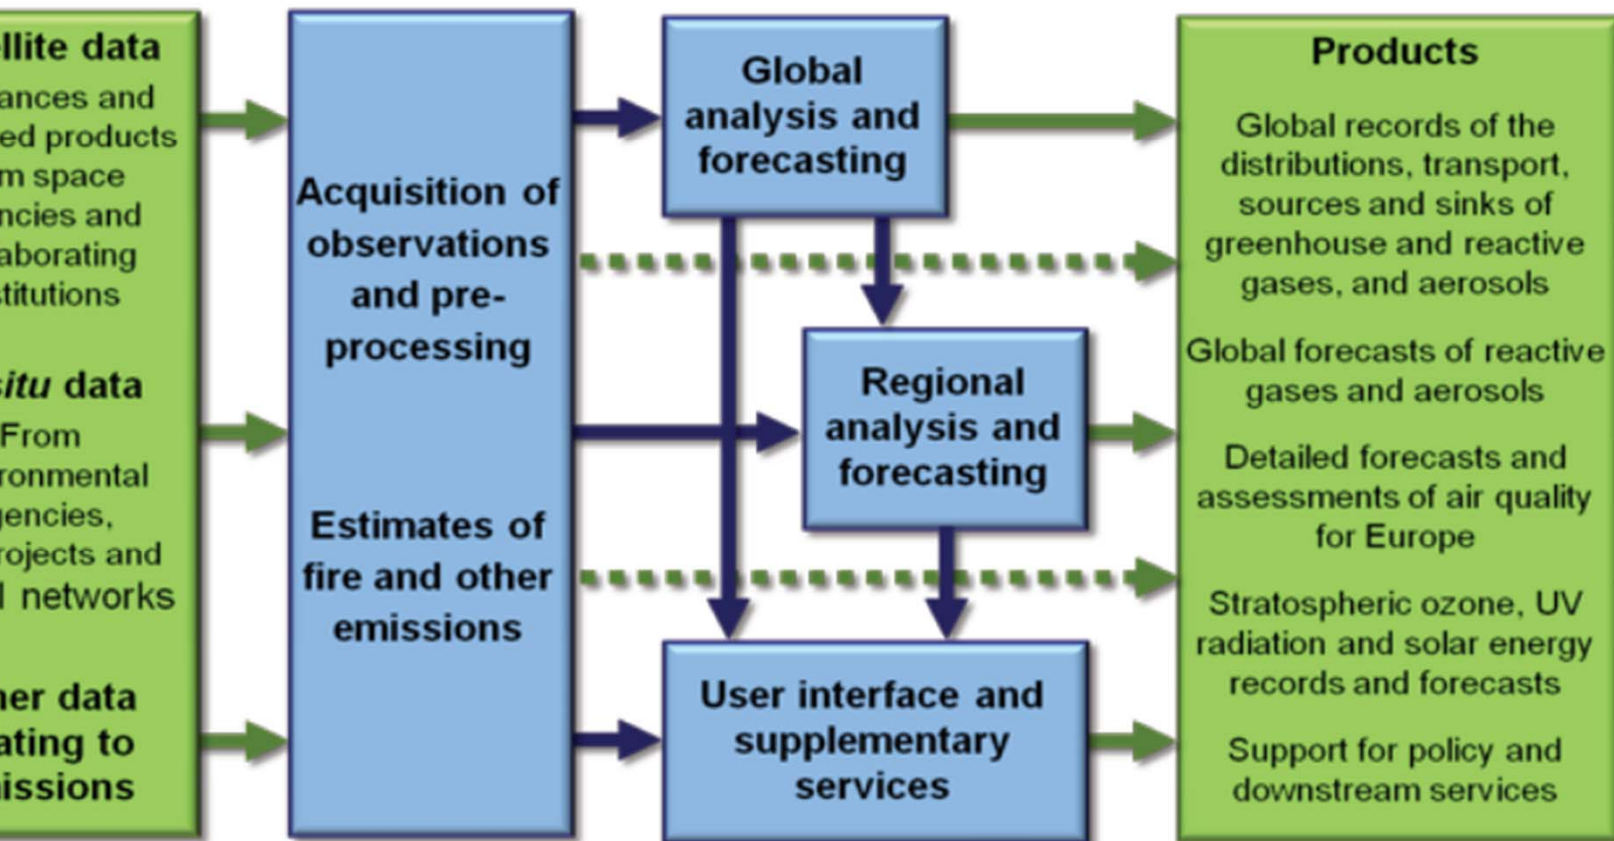 llite data
ances and
ed products
m space
ncies and
aborating
stitutions
situ data
From
ronmental
gencies,
rojects and
l networks
ner data
ating to
issions
Acquisition of
observations
and pre-
processing
Estimates of
fire and other
emissions
Global
analysis and
forecasting
Regional
analysis and
forecasting
User interface and
supplementary
services
Products
Global records of the
distributions, transport,
sources and sinks of
greenhouse and reactive
gases, and aerosols
Global forecasts of reactive
gases and aerosols
Detailed forecasts and
assessments of air quality
for Europe
Stratospheric ozone, UV
radiation and solar energy
records and forecasts
Support for policy and
downstream services